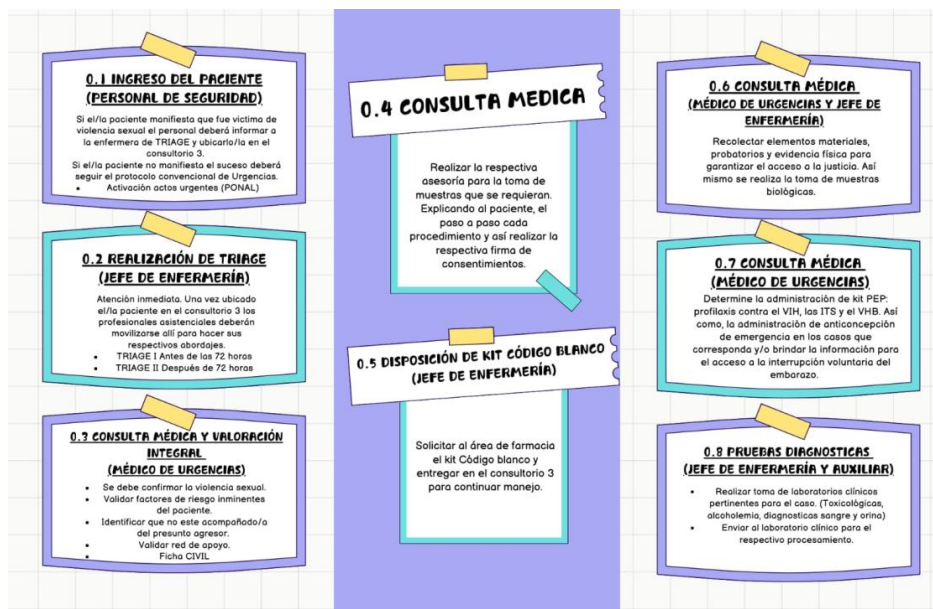 0.1 INGRESO DEL PACIENTE
(PERSONAL DE SEGURIDAD)
Si el/la paciente manifiesta que fue victima de
violencia sexual el personal deberá informar a
la enfermera de TRIAGE y ubicarlo/la en el
consultorio 3.
Si el/la paciente no manifiesta el suceso deberá
seguir el protocolo convencional de Urgencias.
• Activación actos urgentes (PONAL)
0.2 REALIZACIÓN DE TRIAGE
(JEFE DE ENFERMERÍA)
Atención inmediata. Una vez ubicado
el/la paciente en el consultorio 3 los
profesionales asistenciales deberán
movilizarse allí para hacer sus
respectivos abordajes.
• TRIAGE I Antes de las 72 horas
• TRIAGE II Después de 72 horas
0.3 CONSULTA MÉDICA Y VALORACIÓN
INTEGRAL
(MÉDICO DE URGENCIAS)
• Se debe confirmar la violencia sexual.
• Validar factores de riesgo inminentes
del paciente.
• Identificar que no este acompañado/a
del presunto agresor.
• Validar red de apoyo.
• Ficha CIVIL
0.4 CONSULTA MEDICA
Realizar la respectiva
asesoría para la toma de
muestras que se requieran.
Explicando al paciente, el
paso a paso cada
procedimiento y así realizar la
respectiva firma de
consentimientos.
0.5 DISPOSICIÓN DE KIT CÓDIGO BLANCO
(JEFE DE ENFERMERÍA)
Solicitar al área de farmacia
el kit Código blanco y
entregar en el consultorio 3
para continuar manejo.
0.6 CONSULTA MÉDICA
(MÉDICO DE URGENCIAS Y JEFE DE
ENFERMERÍA)
Recolectar elementos materiales,
probatorios y evidencia física para
garantizar el acceso a la justicia. Así
mismo se realiza la toma de muestras
biológicas.
0.7 CONSULTA MÉDICA
(MÉDICO DE URGENCIAS)
Determine la administración de kit PEP:
profilaxis contra el VIH, las ITS y el VHB. Así
como, la administración de anticoncepción
de emergencia en los casos que
corresponda y/o brindar la información para
el acceso a la interrupción voluntaria del
embarazo.
0.8 PRUEBAS DIAGNOSTICAS
(JEFE DE ENFERMERÍA Y AUXILIAR)
• Realizar toma de laboratorios clínicos
pertinentes para el caso. (Toxicológicas,
alcoholemia, diagnosticas sangre y orina)
• Enviar al laboratorio clínico para el
respectivo procesamiento.